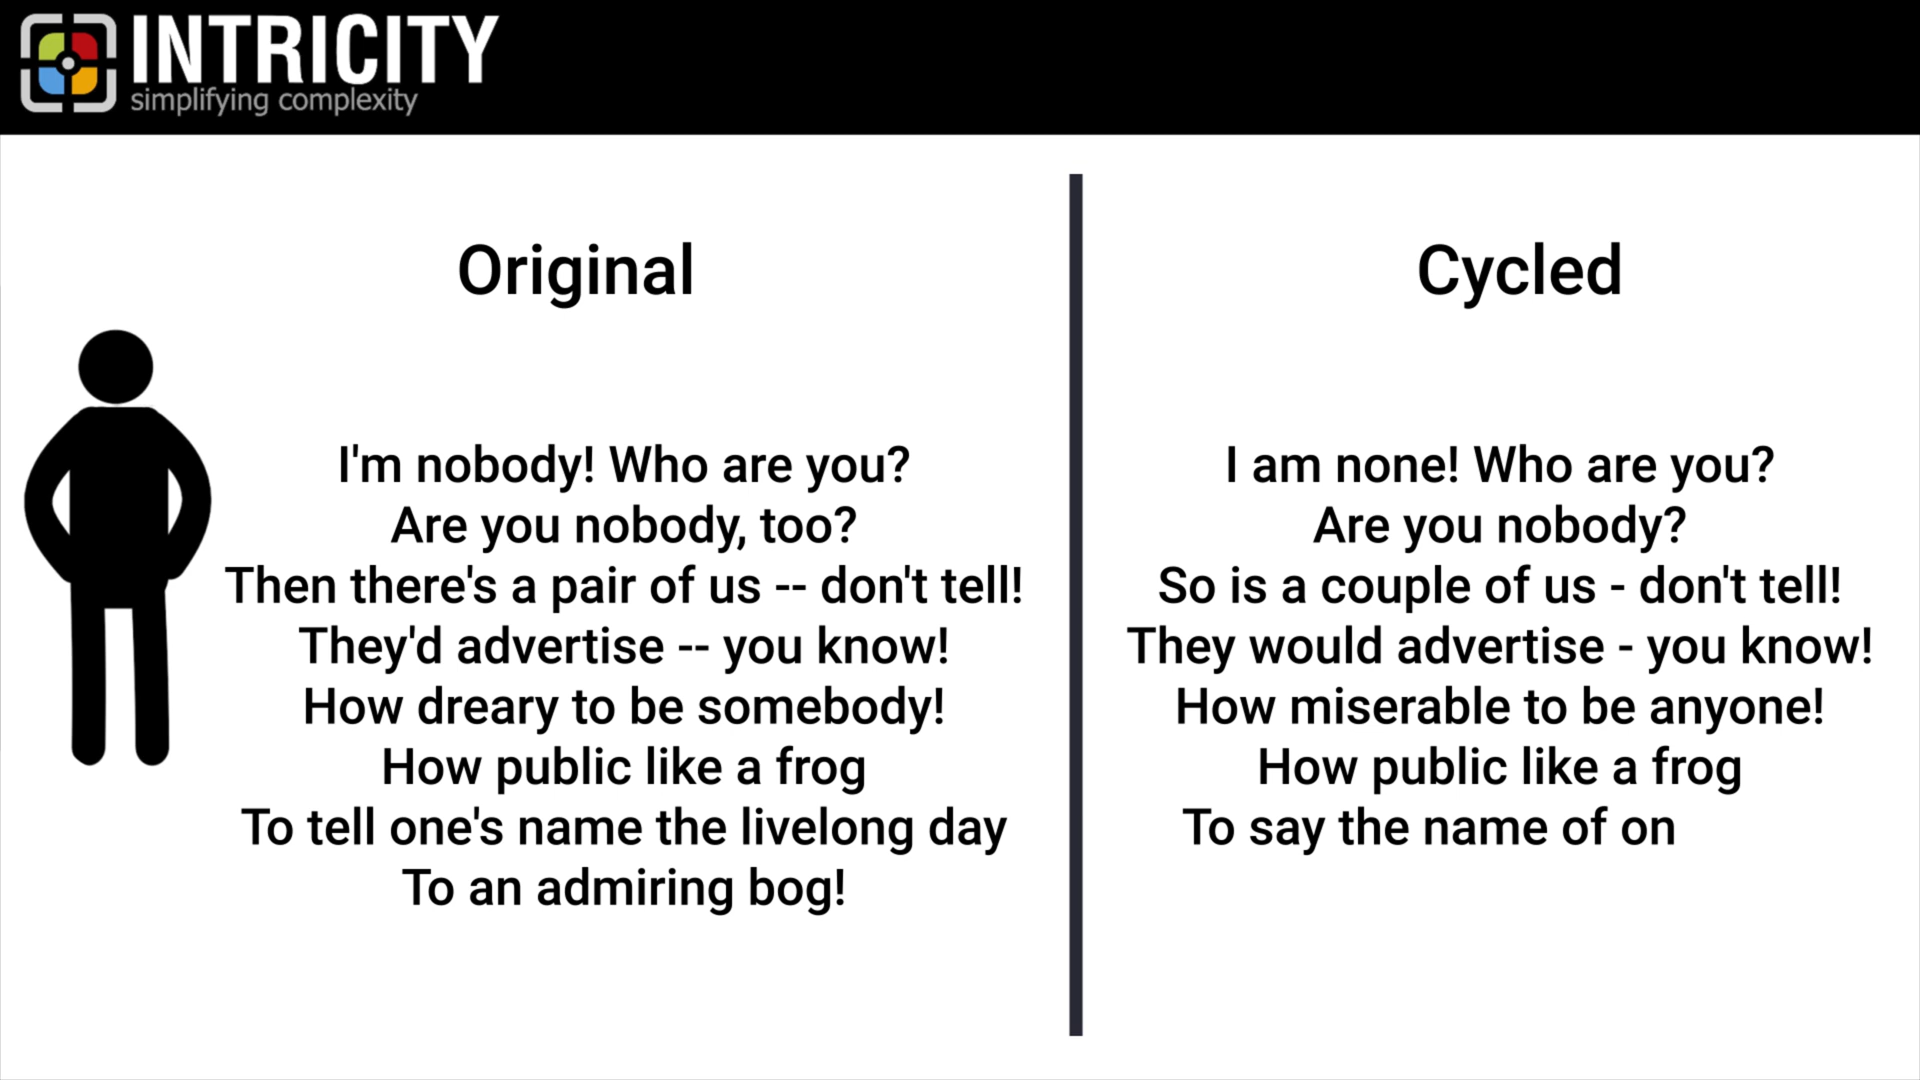 INTRICITY
simplifying complexity
Original
I'm nobody! Who are you?
Are you nobody, too?
Then there's a pair of us -- don't tell!
They'd advertise -- you know!
How dreary to be somebody!
How public like a frog
To tell one's name the livelong day
To an admiring bog!
Cycled
I am none! Who are you?
Are you nobody?
So is a couple of us - don't tell!
They would advertise - you know!
How miserable to be anyone!
How public like a frog
To say the name of on